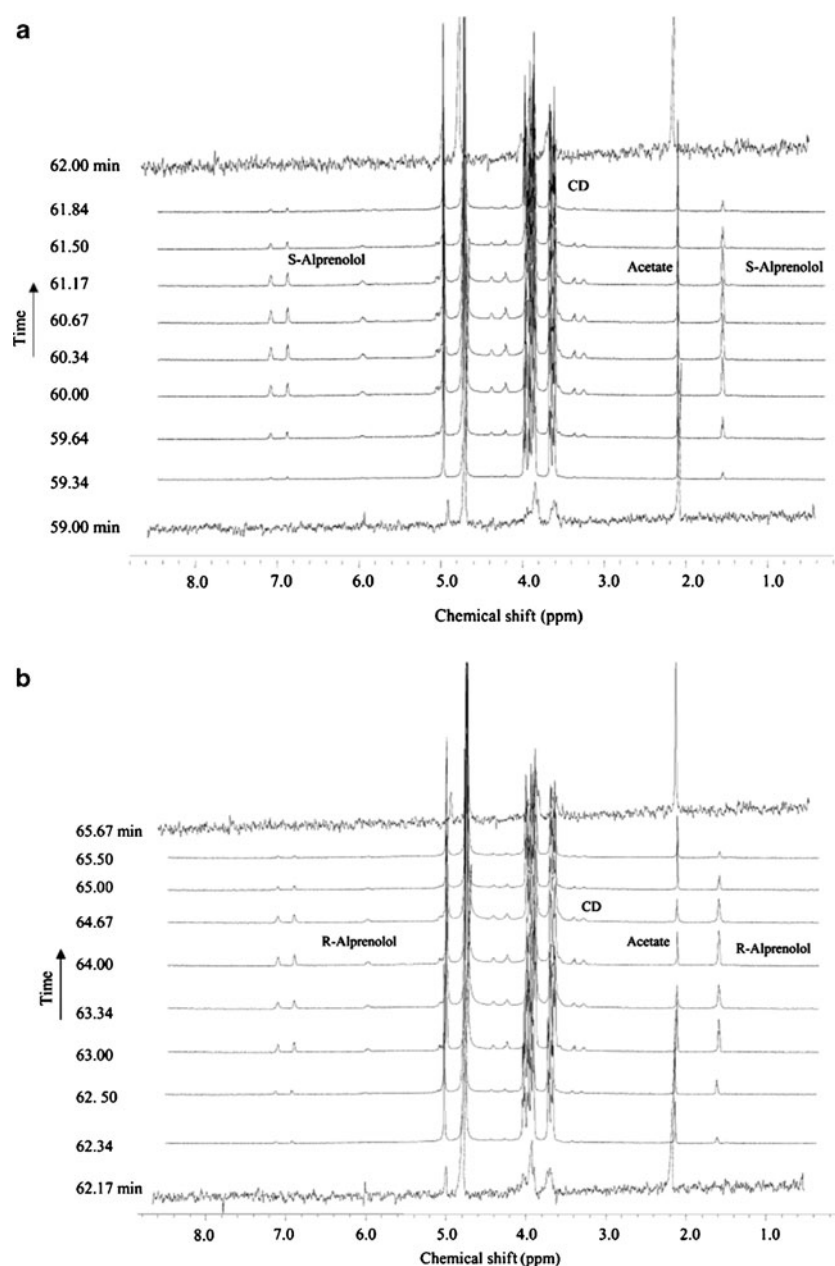 a
62.00 min
CD
61.84
61.50
S-Alprenolol
61.17
Acetate
S-Alprenolol
60.67
Time
60.34
60.00
59.64
59.34
59.00 min
8.0 7.0 6.0 5.0 4.0 3.0 2.0 1.0
Chemical shift (ppm)
b
65.67 min
65.50
65.00
64.67
CD
R-Alprenolol
Acetate
R-Alprenolol
64.00
Time
63.34
63.00
62. 50
62.34
62.17 min
8.0 7.0 6.0 5.0 4.0 3.0 2.0 1.0
Chemical shift (ppm)